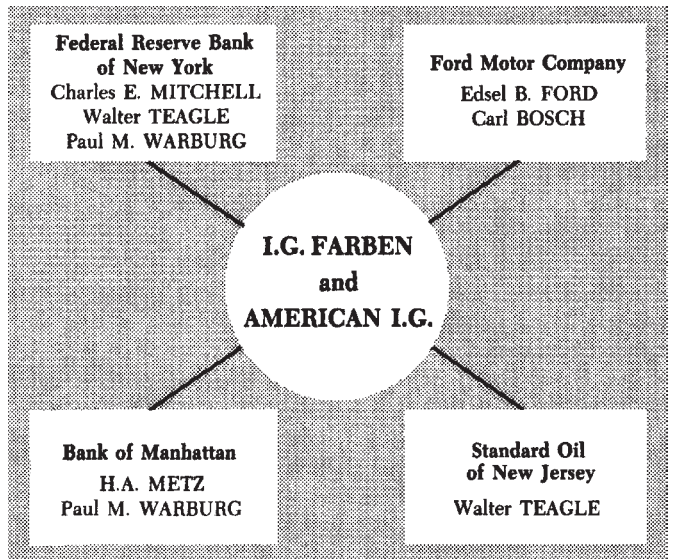 Federal Reserve Bank
of New York
Charles E. MITCHELL
Walter TEAGLE
Paul M. WARBURG
Ford Motor Company
Edsel B. FORD
Carl BOSCH
I.G. FARBEN
and
AMERICAN I.G.
Bank of Manhattan
H.A. METZ
Paul M. WARBURG
Standard Oil
of New Jersey
Walter TEAGLE